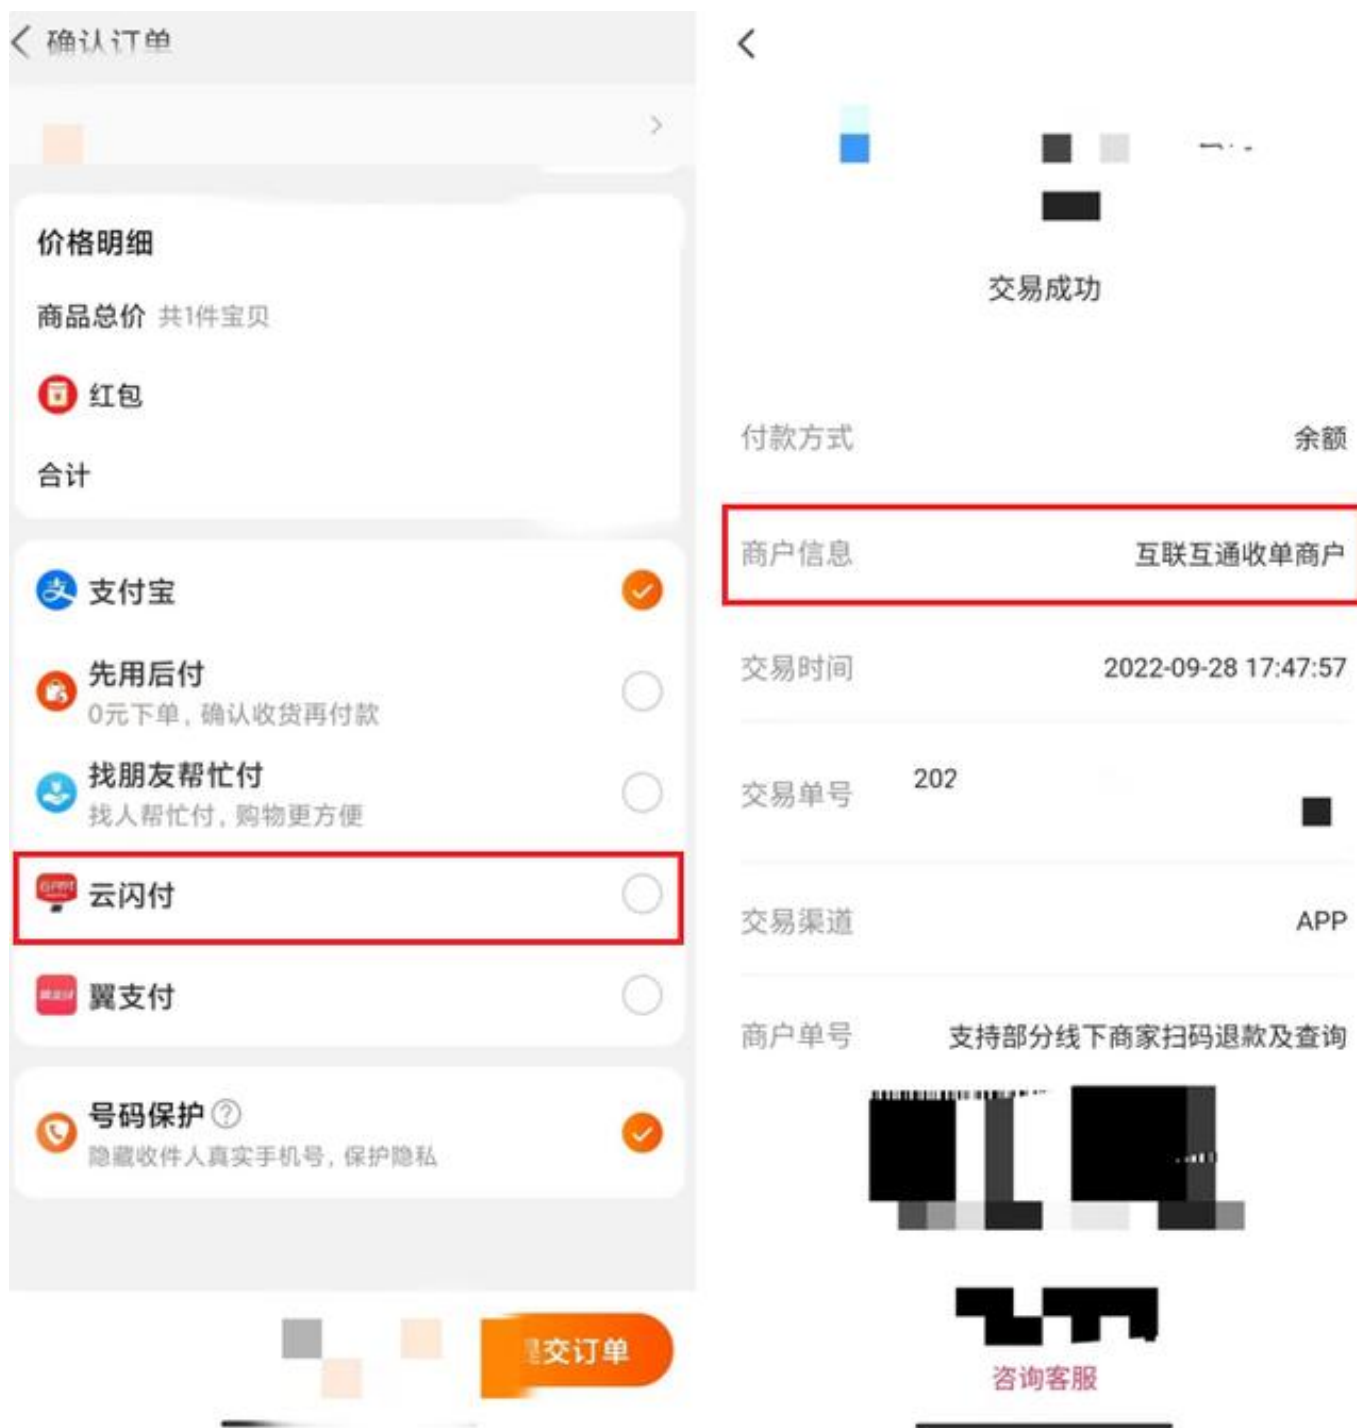 确认订单
价格明细
商品总价 共1件宝贝
红包
合计
支付宝
先用后付
0元下单，确认收货再付款
找朋友帮忙付
找人帮忙付，购物更方便
云闪付
翼支付
号码保护 ?
隐藏收件人真实手机号，保护隐私
交订单
交易成功
付款方式 余额
商户信息 互联互通收单商户
交易时间 2022-09-28 17:47:57
交易单号 202
交易渠道 APP
商户单号 支持部分线下商家扫码退款及查询
咨询客服